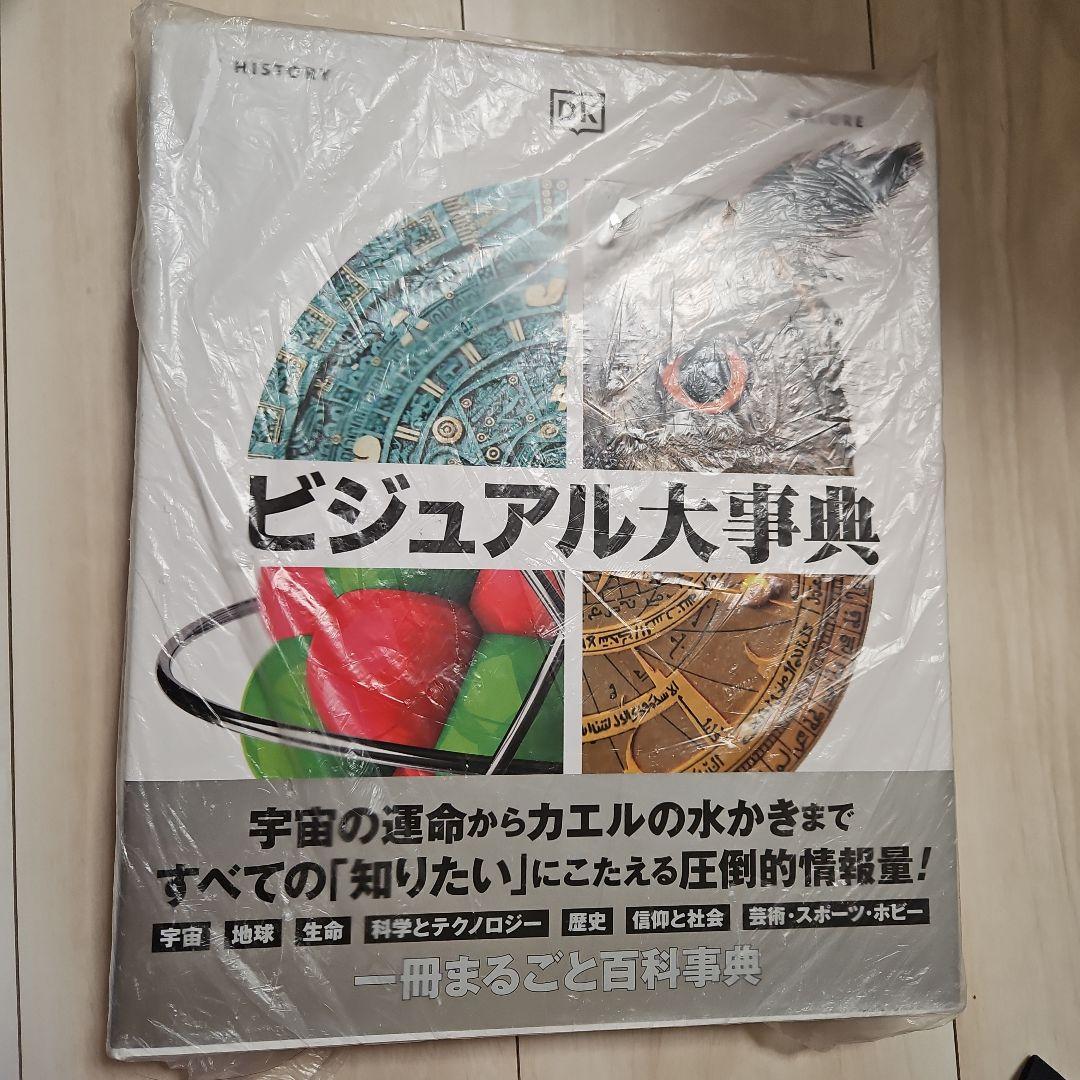 HISTORY
DK
ビジュアル大事典
宇宙の運命からカエルの水かきまで
すべての「知りたい」にこたえる圧倒的情報量!
宇宙 地球 生命 科学とテクノロジー 歴史 信仰と社会 芸術・スポーツ・ホビー
一冊まるごと百科事典